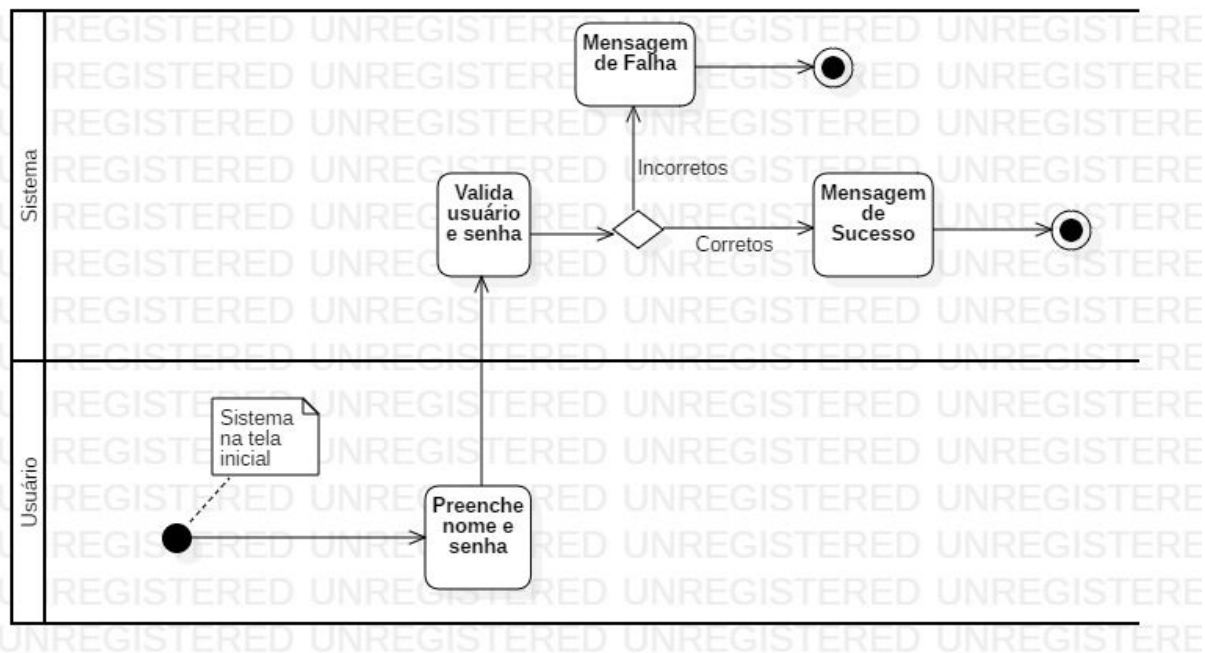 Sistema
Mensagem
de Falha
Incorretos
Valida
usuário
e senha
Corretos
Mensagem
de
Sucesso
Usuário
Sistema
na tela
inicial
Preenche
nome e
senha
UNREGISTERED UNREGISTERED UNREGISTERED UNREGISTERE